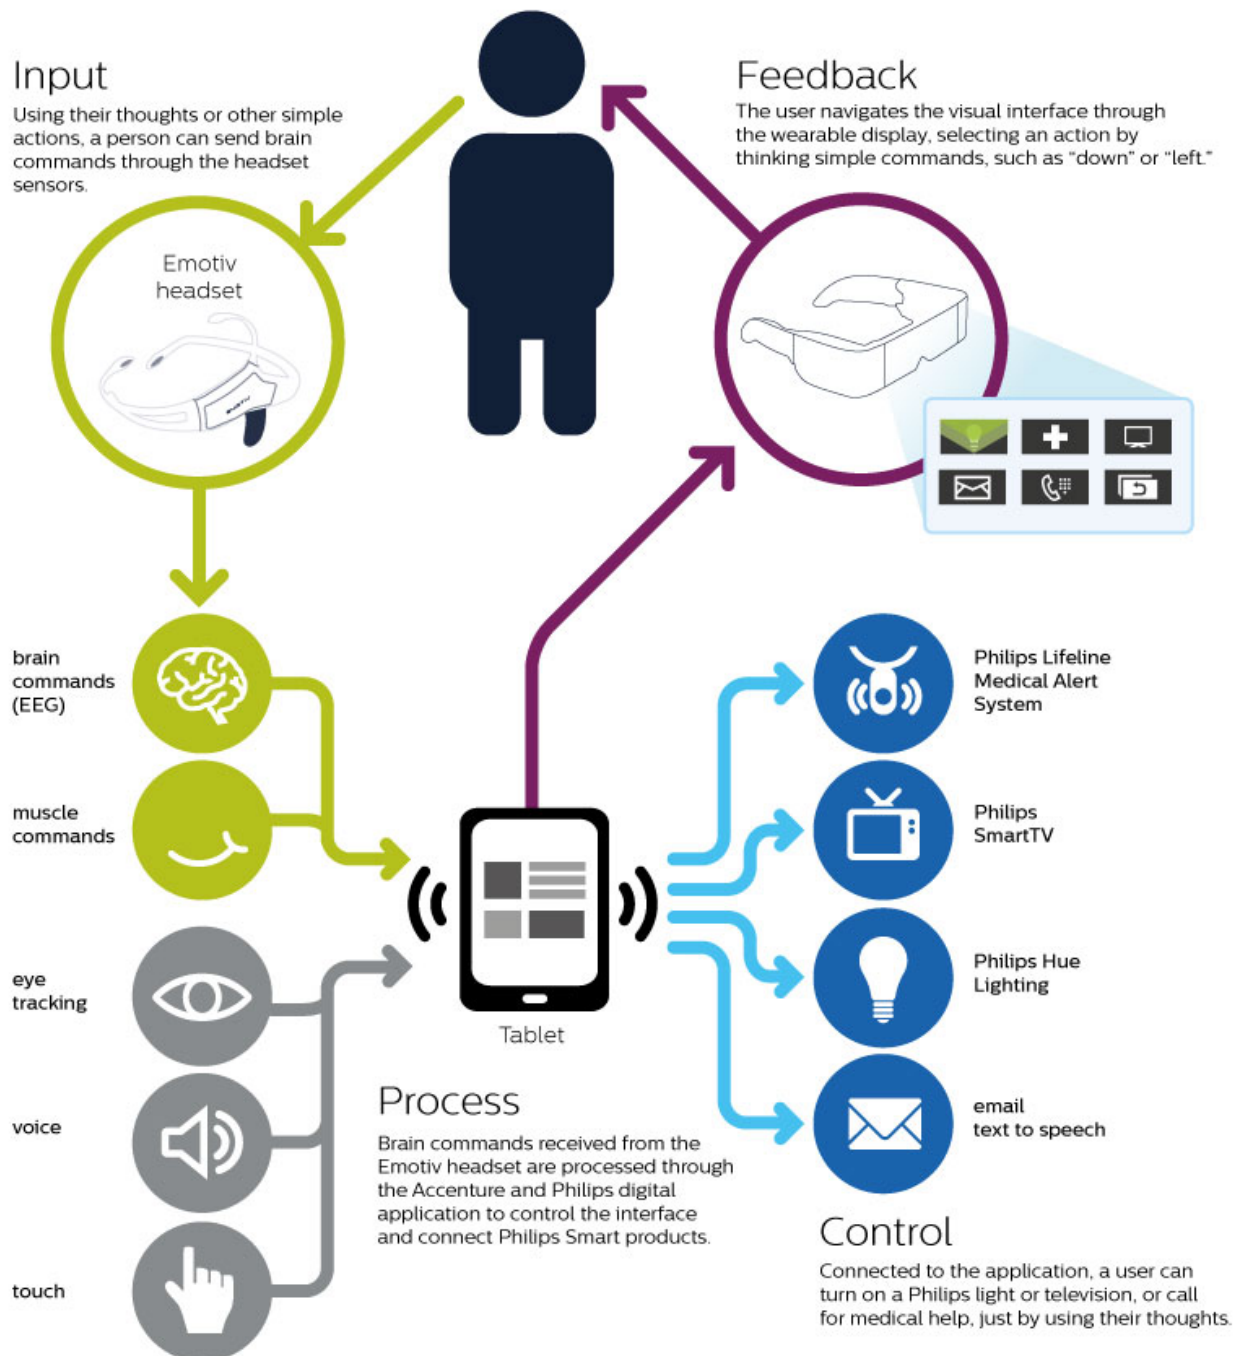 Input
Using their thoughts or other simple
actions, a person can send brain
commands through the headset
sensors.
Feedback
The user navigates the visual interface through
the wearable display, selecting an action by
thinking simple commands, such as “down” or “left.”
Emotiv
headset
EMOTIV
brain
commands
(EEG)
muscle
commands
eye
tracking
voice
touch
Tablet
Process
Brain commands received from the
Emotiv headset are processed through
the Accenture and Philips digital
application to control the interface
and connect Philips Smart products.
Philips Lifeline
Medical Alert
System
Philips
SmartTV
Philips Hue
Lighting
email
text to speech
Control
Connected to the application, a user can
turn on a Philips light or television, or call
for medical help, just by using their thoughts.